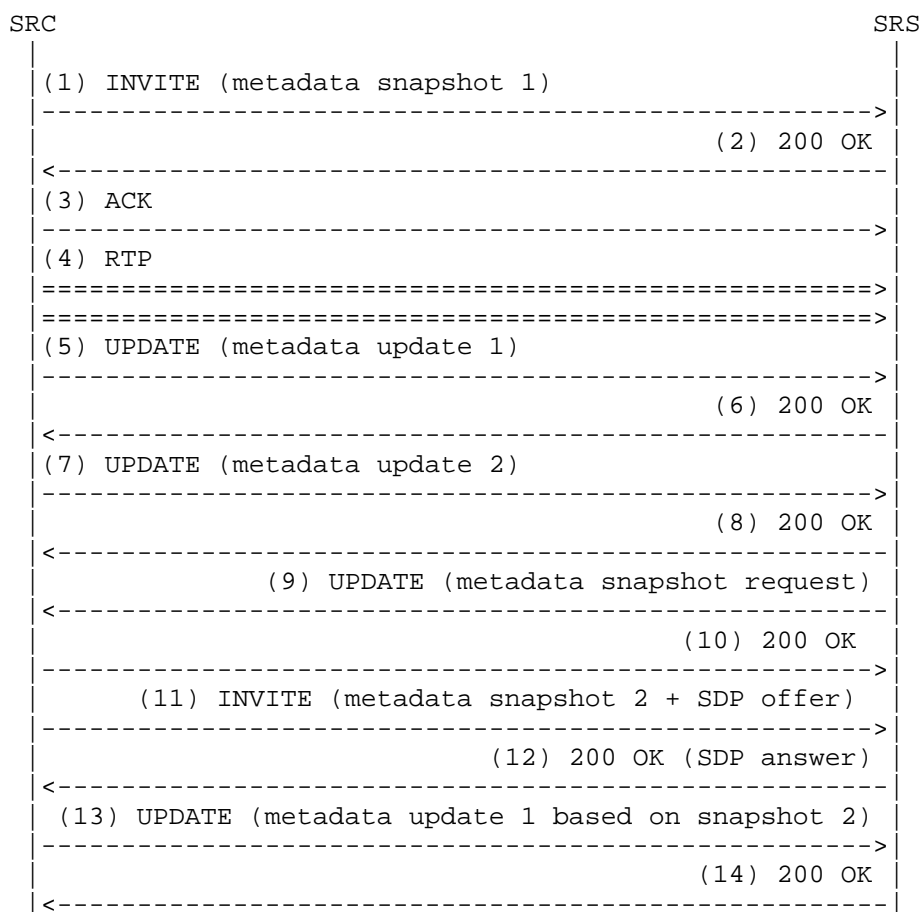 SRC SRS
(1) INVITE (metadata snapshot 1)
(2) 200 OK
(3) ACK
(4) RTP
(5) UPDATE (metadata update 1)
(6) 200 OK
(7) UPDATE (metadata update 2)
(8) 200 OK
(9) UPDATE (metadata snapshot request)
(10) 200 OK
(11) INVITE (metadata snapshot 2 + SDP offer)
(12) 200 OK (SDP answer)
(13) UPDATE (metadata update 1 based on snapshot 2)
(14) 200 OK